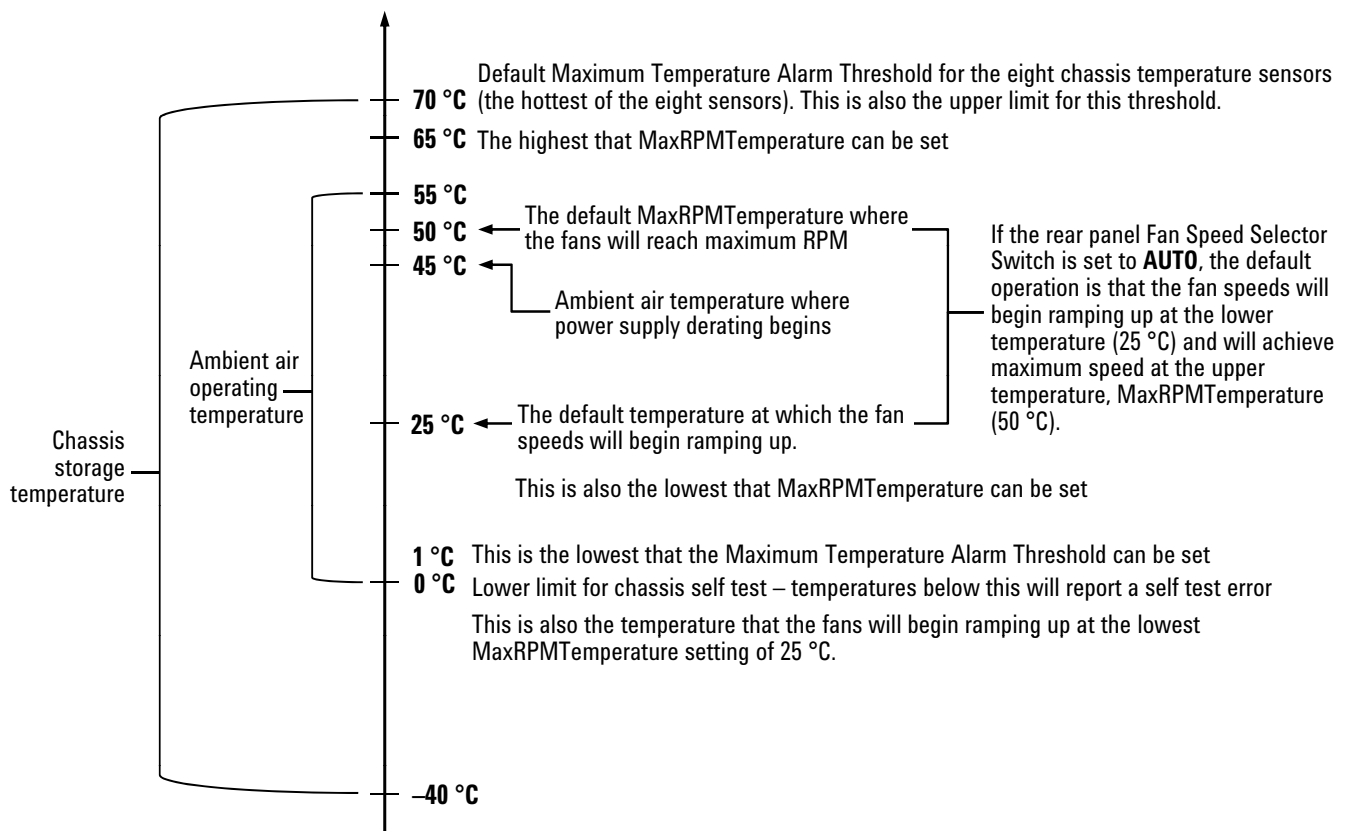 Default Maximum Temperature Alarm Threshold for the eight chassis temperature sensors
70 °C (the hottest of the eight sensors). This is also the upper limit for this threshold.
65 °C The highest that MaxRPMTemperature can be set
55 °C
50 °C
The default MaxRPMTemperature where
the fans will reach maximum RPM
45 °C
Ambient air temperature where
power supply derating begins
If the rear panel Fan Speed Selector
Switch is set to AUTO, the default
operation is that the fan speeds will
begin ramping up at the lower
temperature (25 °C) and will achieve
maximum speed at the upper
temperature, MaxRPMTemperature
(50 °C).
Ambient air
operating
temperature
25 °C
The default temperature at which the fan
speeds will begin ramping up.
Chassis
storage
temperature
This is also the lowest that MaxRPMTemperature can be set
1 °C This is the lowest that the Maximum Temperature Alarm Threshold can be set
0 °C Lower limit for chassis self test – temperatures below this will report a self test error
This is also the temperature that the fans will begin ramping up at the lowest
MaxRPMTemperature setting of 25 °C.
–40 °C